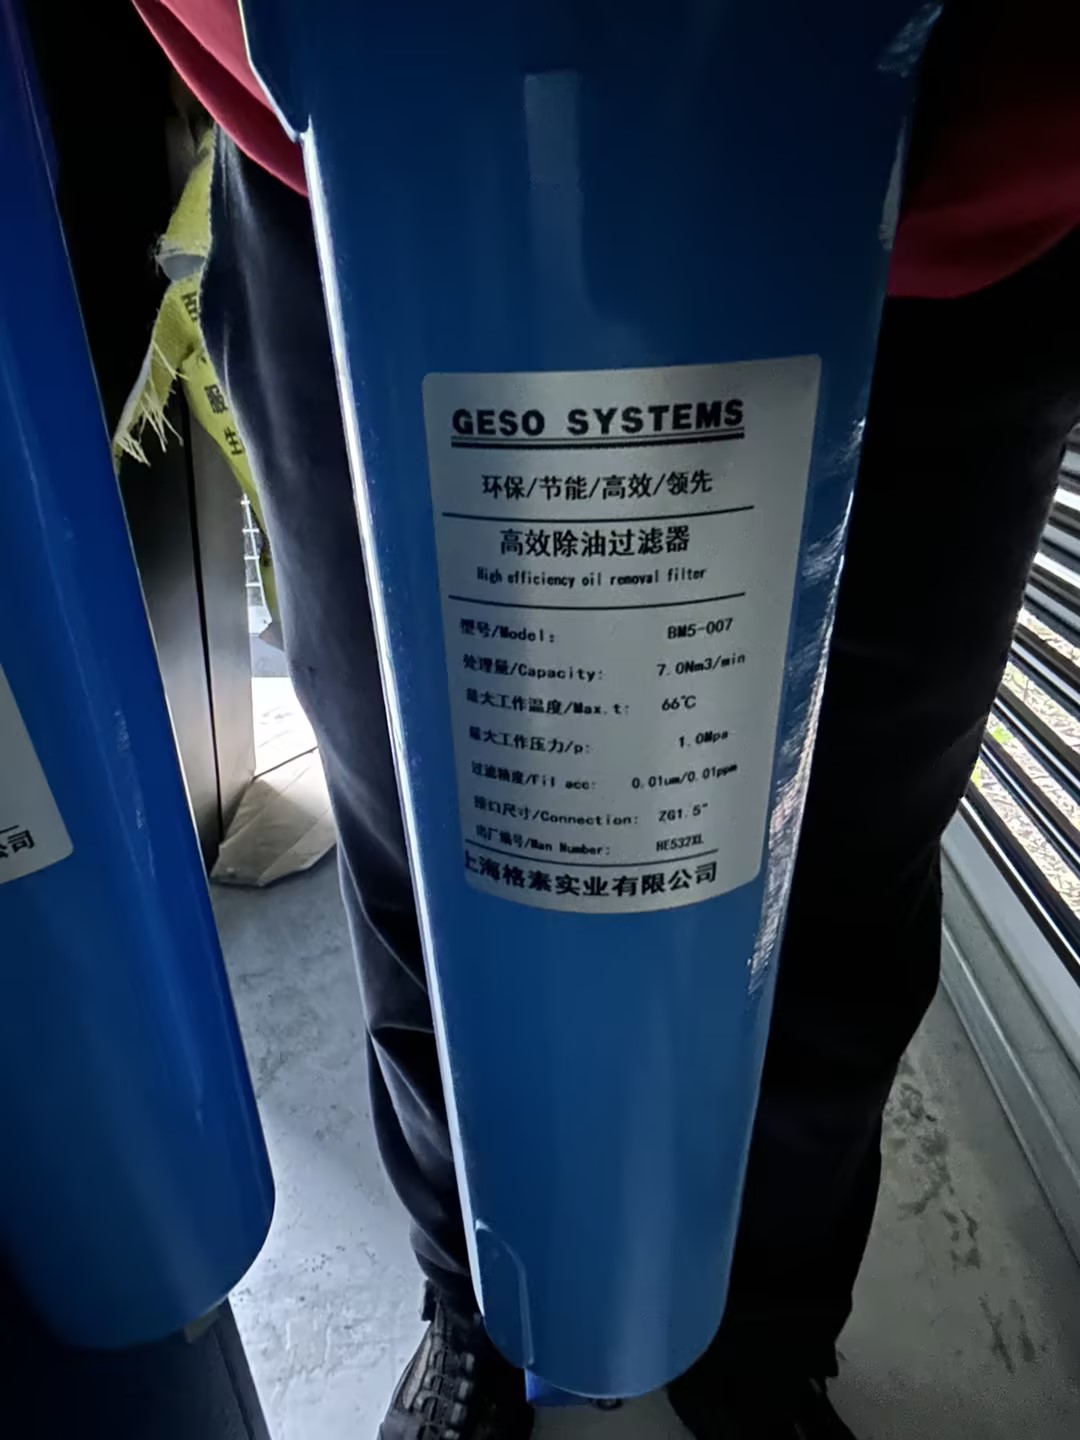 GESO SYSTEMS
环保/节能/高效/领先
高效除油过滤器
High efficiency oil removal filter
型号/Model: BM5-007
处理量/Capacity: 7.0Nm3/min
最大工作温度/Max.t: 66℃
最大工作压力/p: 1.0Mpa
过滤精度/Fil acc: 0.01um/0.01ppm
接口尺寸/Connection: ZG1.5"
出厂编号/Man Number: HE532XL
上海格素实业有限公司
公司